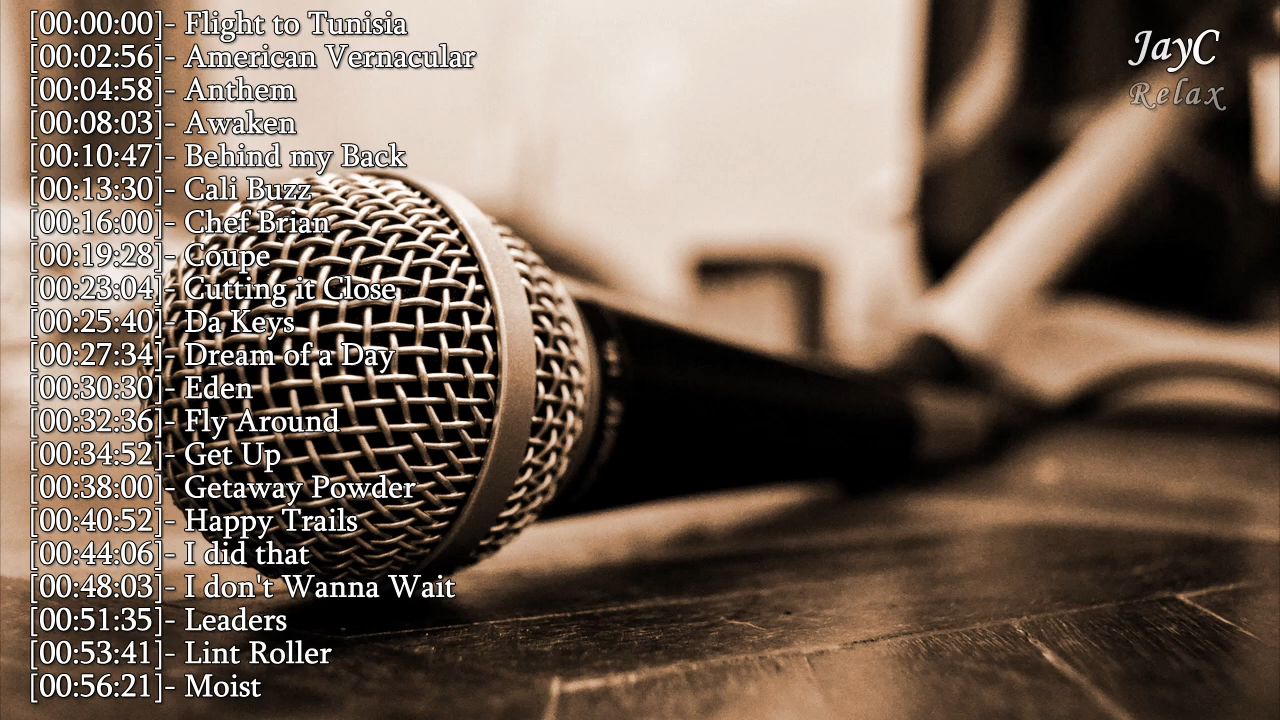 [00:00:00]- Flight to Tunisia
[00:02:56]- American Vernacular
[00:04:58]- Anthem
[00:08:03]- Awaken
[00:10:47]- Behind my Back
[00:13:30]- Cali Buzz
[00:16:00]- Chef Brian
[00:19:28]- Coupe
[00:23:04]- Cutting it Close
[00:25:40]- Da Keys
[00:27:34]- Dream of a Day
[00:30:30]- Eden
[00:32:36]- Fly Around
[00:34:52]- Get Up
[00:38:00]- Getaway Powder
[00:40:52]- Happy Trails
[00:44:06]- I did that
[00:48:03]- I don't Wanna Wait
[00:51:35]- Leaders
[00:53:41]- Lint Roller
[00:56:21]- Moist
JayC
Relax